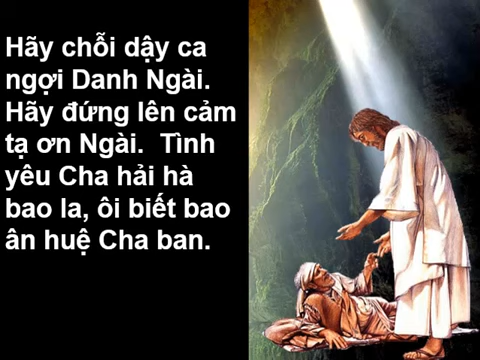 Hãy chỗi dậy ca
ngợi Danh Ngài.
Hãy đứng lên cảm
tạ ơn Ngài.  Tình
yêu Cha hải hà
bao la, ôi biết bao
ân huệ Cha ban.